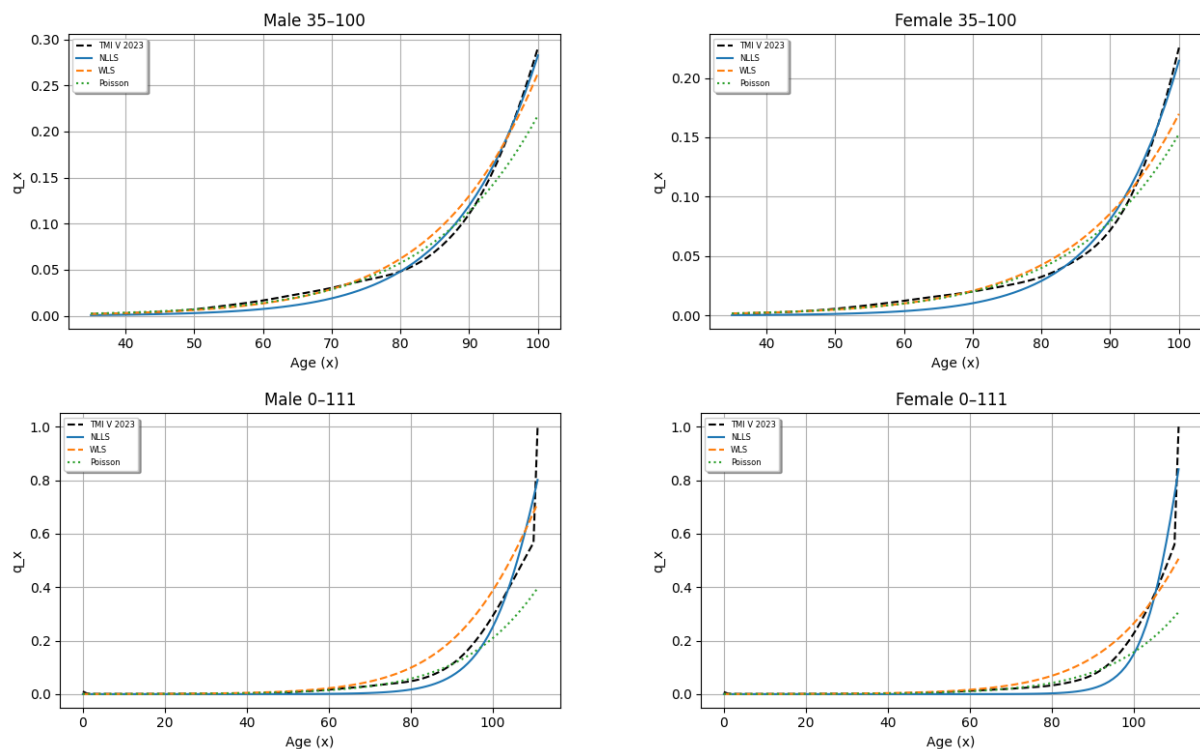 Male 35–100
0.30
0.25
0.20
0.15
0.10
0.05
0.00
q_x
TMI V 2023
NLLS
WLS
Poisson
40 50 60 70 80 90 100
Age (x)
Female 35–100
0.20
0.15
0.10
0.05
0.00
q_x
TMI V 2023
NLLS
WLS
Poisson
40 50 60 70 80 90 100
Age (x)
Male 0–111
1.0
0.8
0.6
0.4
0.2
0.0
q_x
TMI V 2023
NLLS
WLS
Poisson
0 20 40 60 80 100
Age (x)
Female 0–111
1.0
0.8
0.6
0.4
0.2
0.0
q_x
TMI V 2023
NLLS
WLS
Poisson
0 20 40 60 80 100
Age (x)